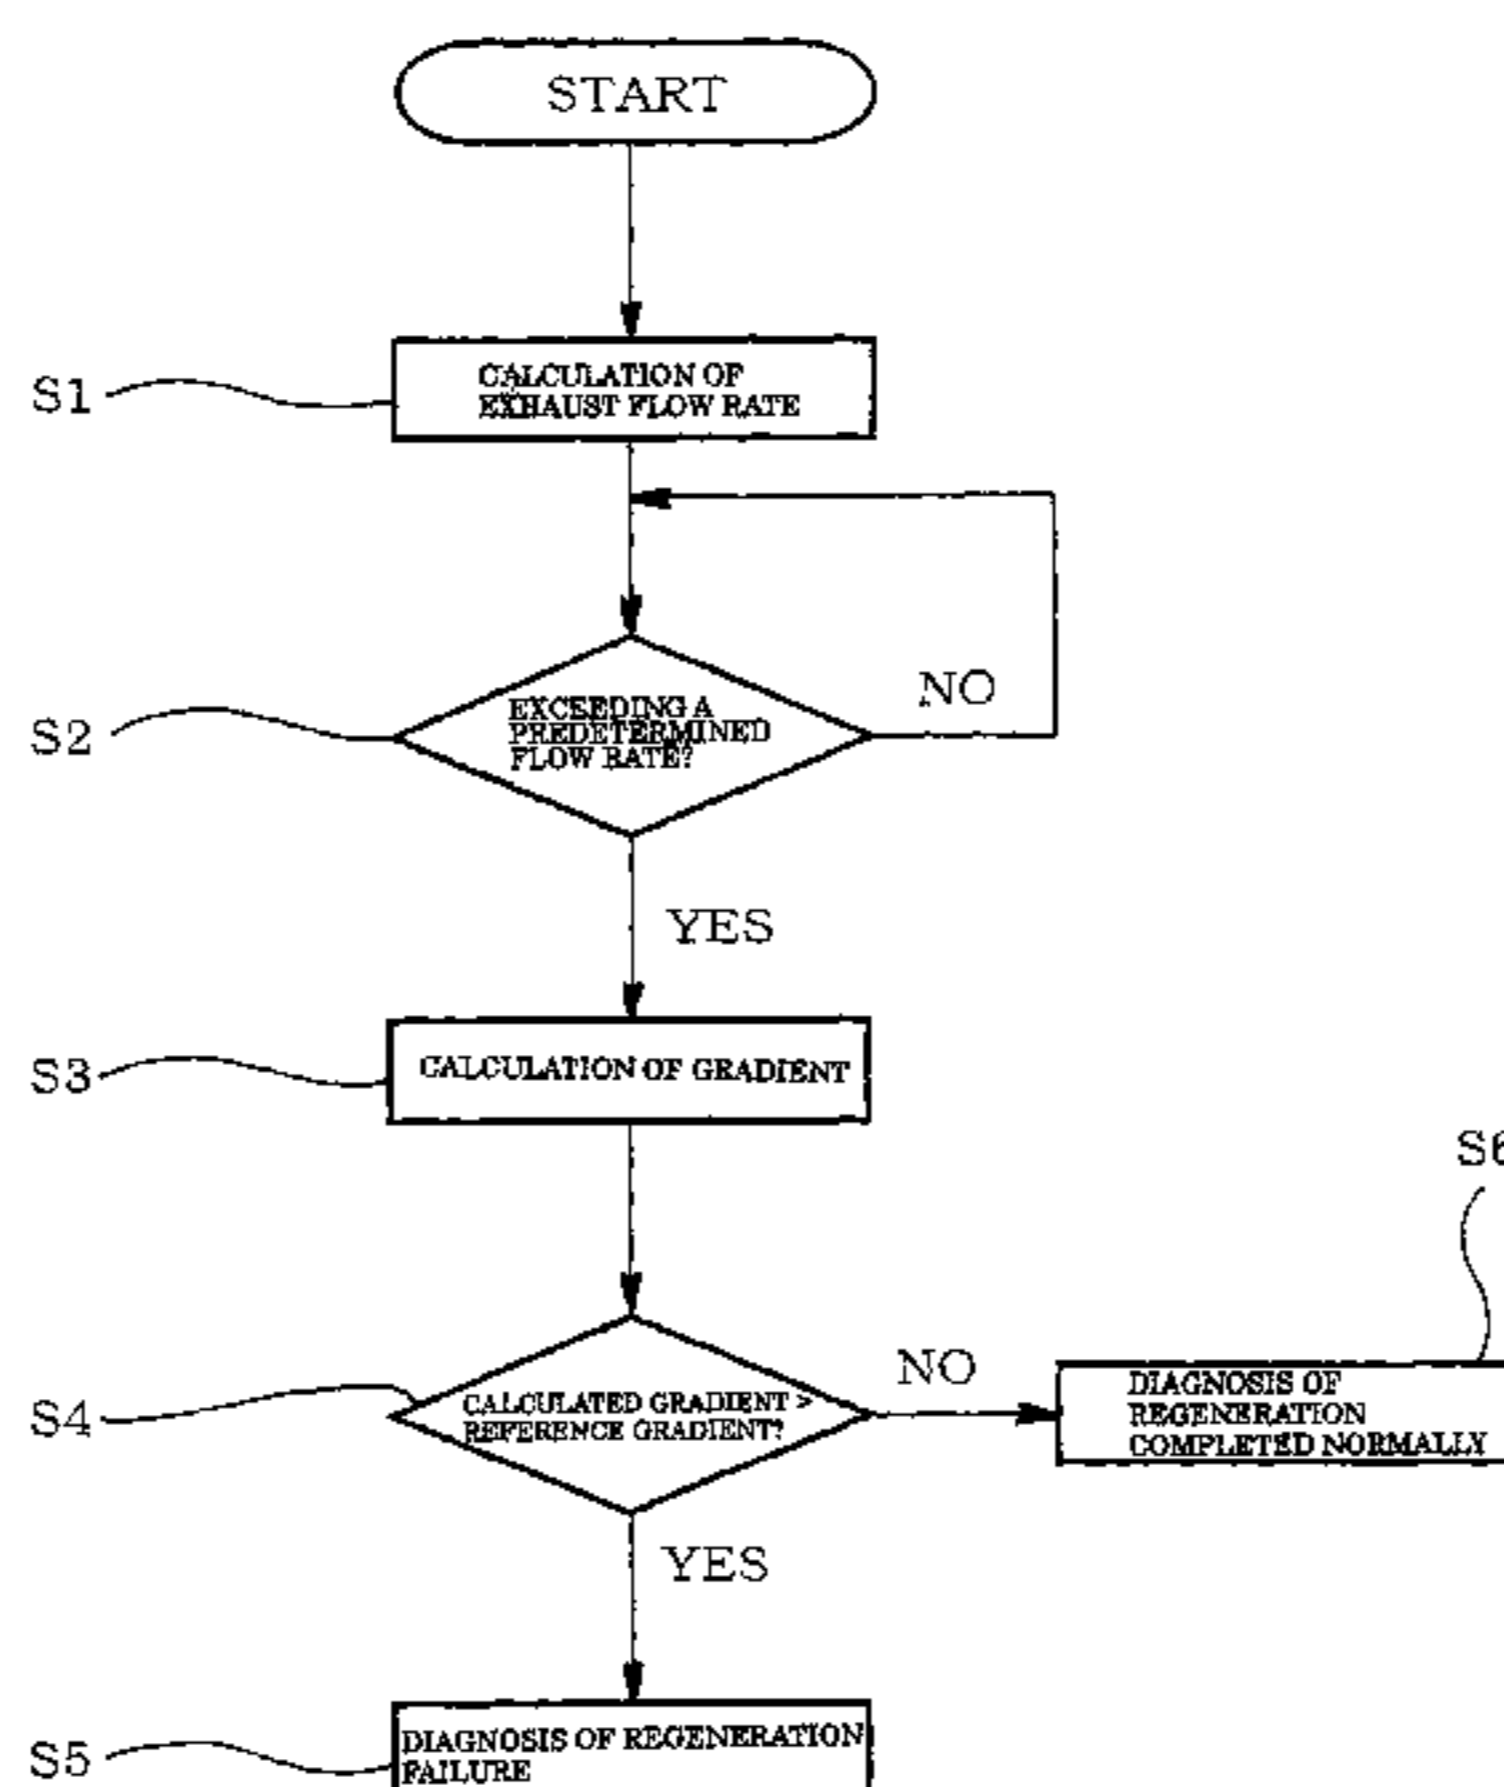 START
S1
CALCULATION OF
EXHAUST FLOW RATE
S2
EXCEEDING A
PREDETERMINED
FLOW RATE?
NO
YES
S3
CALCULATION OF GRADIENT
S4
CALCULATED GRADIENT >
REFERENCE GRADIENT?
NO
S6
DIAGNOSIS OF
REGENERATION
COMPLETED NORMALLY
YES
S5
DIAGNOSIS OF REGENERATION
FAILURE